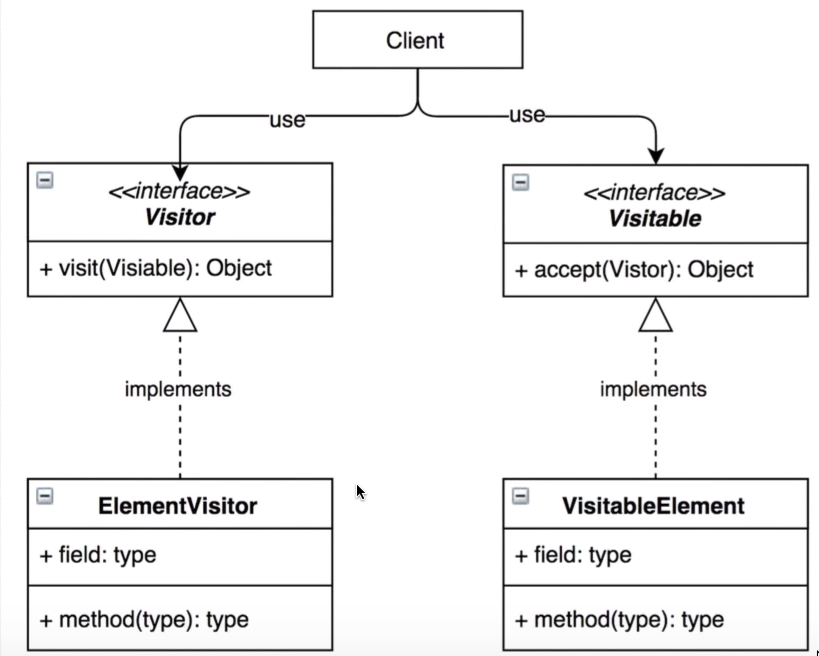 Client
use
use
<<interface>>
Visitor
+ visit(Visiable): Object
<<interface>>
Visitable
+ accept(Vistor): Object
implements
implements
ElementVisitor
+ field: type
+ method(type): type
VisitableElement
+ field: type
+ method(type): type